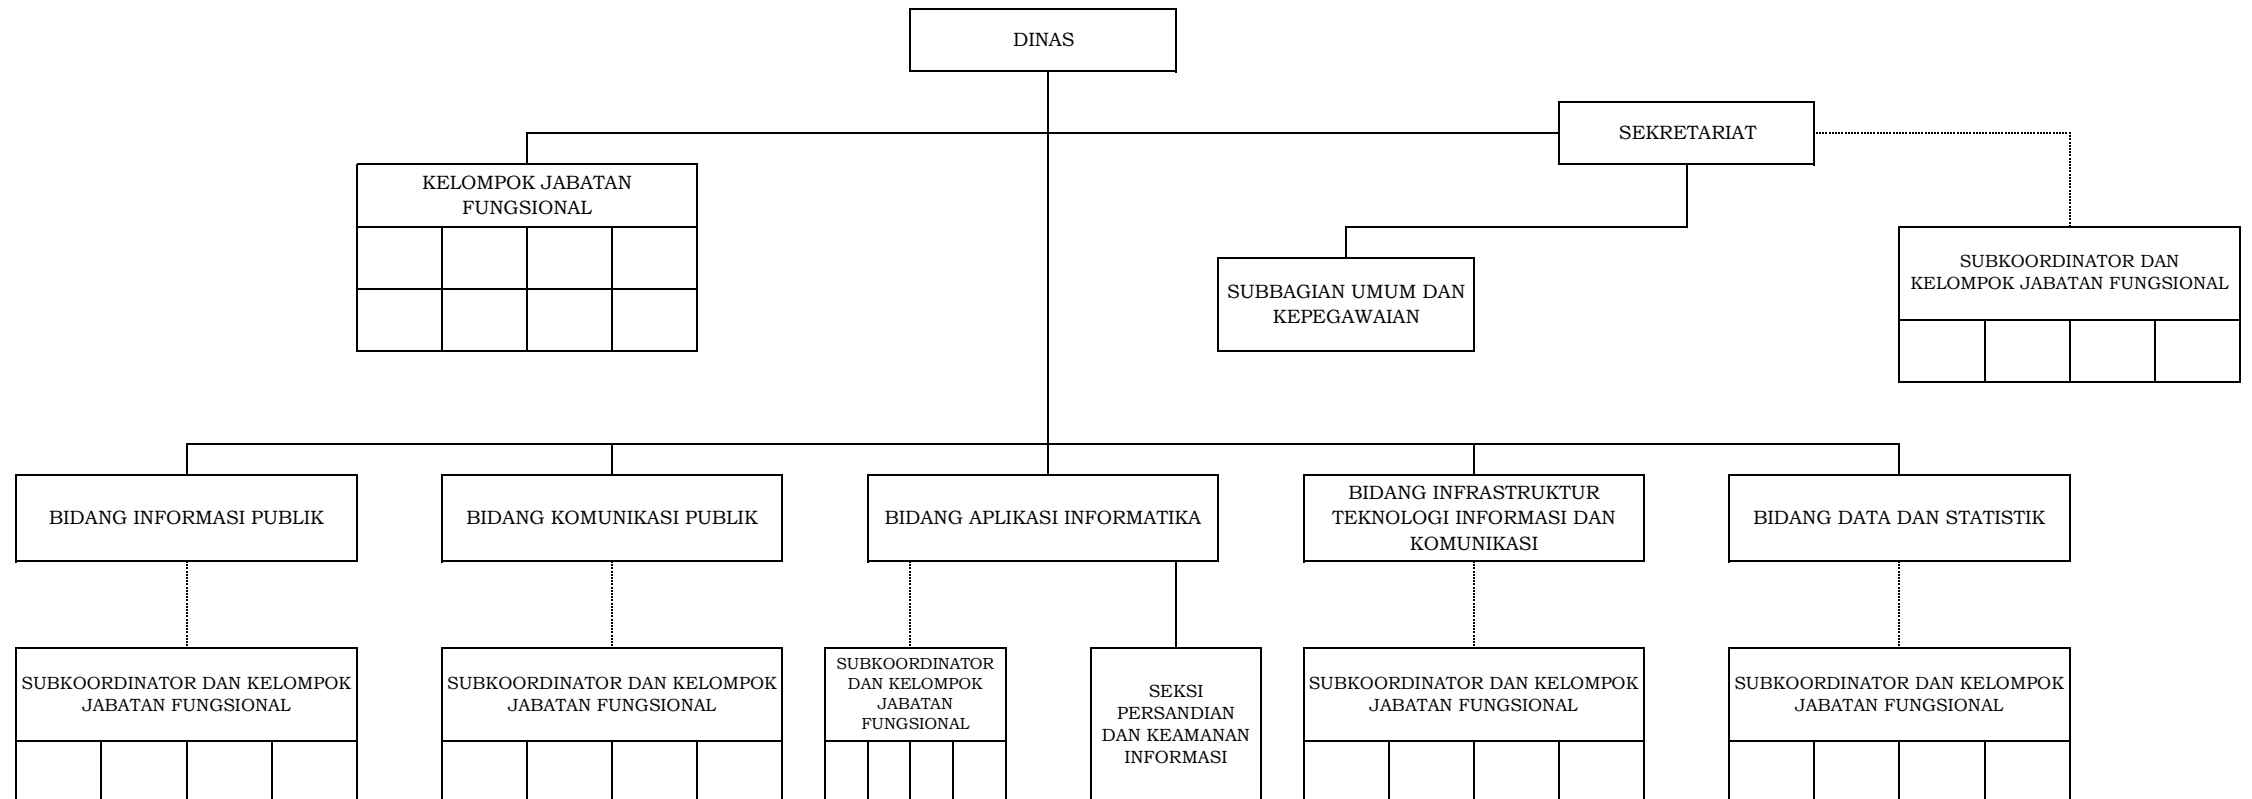 DINAS
SEKRETARIAT
KELOMPOK JABATAN
FUNGSIONAL
SUBBAGIAN UMUM DAN
KEPEGAWAIAN
SUBKOORDINATOR DAN
KELOMPOK JABATAN FUNGSIONAL
BIDANG INFORMASI PUBLIK
BIDANG KOMUNIKASI PUBLIK
BIDANG APLIKASI INFORMATIKA
BIDANG INFRASTRUKTUR
TEKNOLOGI INFORMASI DAN
KOMUNIKASI
BIDANG DATA DAN STATISTIK
SUBKOORDINATOR DAN KELOMPOK
JABATAN FUNGSIONAL
SUBKOORDINATOR DAN KELOMPOK
JABATAN FUNGSIONAL
SUBKOORDINATOR
DAN KELOMPOK
JABATAN
FUNGSIONAL
SEKSI
PERSANDIAN
DAN KEAMANAN
INFORMASI
SUBKOORDINATOR DAN KELOMPOK
JABATAN FUNGSIONAL
SUBKOORDINATOR DAN KELOMPOK
JABATAN FUNGSIONAL